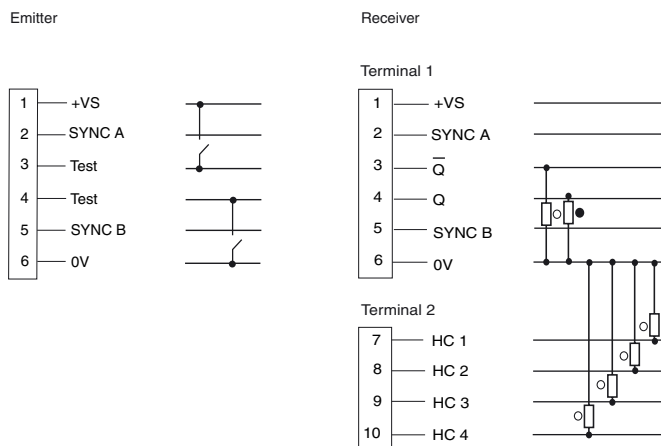 Emitter
1 +VS
2 SYNC A
3 Test
4 Test
5 SYNC B
6 0V
Receiver
Terminal 1
1 +VS
2 SYNC A
3 Q̅
4 Q
5 SYNC B
6 0V
Terminal 2
7 HC 1
8 HC 2
9 HC 3
10 HC 4